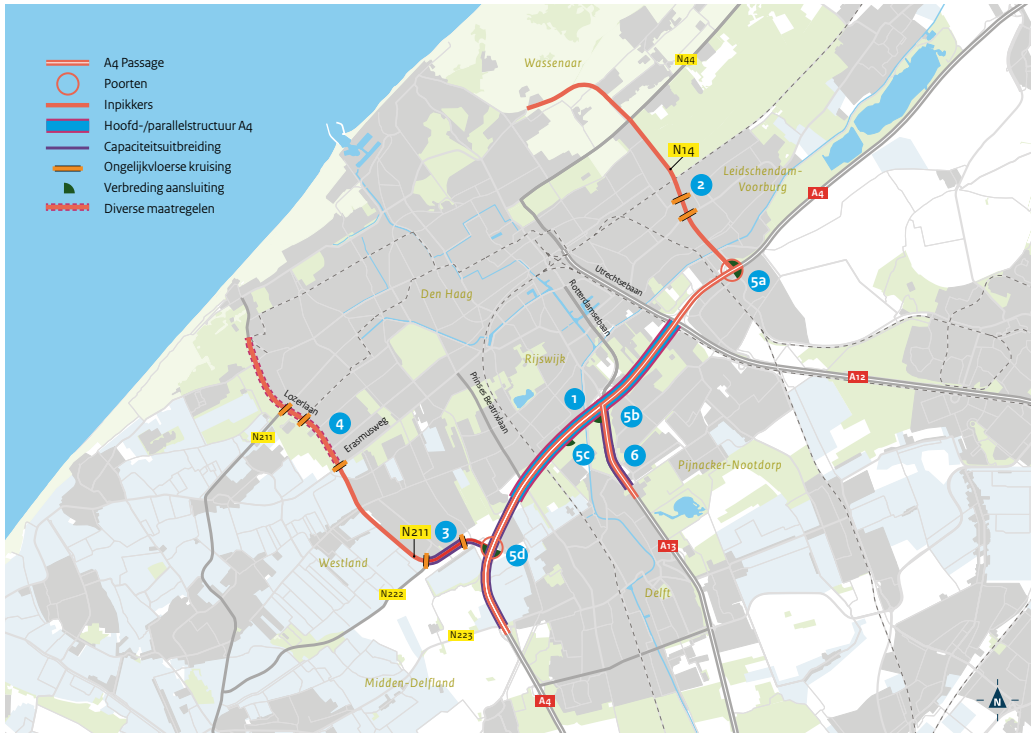 A4 Passage
Poorten
Inpikkers
Hoofd-/parallelstructuur A4
Capaciteitsuitbreiding
Ongelijkvloerse kruising
Verbreding aansluiting
Diverse maatregelen
Wassenaar
N44
N14
2
Leidschendam-
Voorburg
A4
5a
Utrechtsebaan
Rotterdamsebaan
Den Haag
Rijswijk
Prinses Beatrixlaan
A12
1
5b
5c
6
Lozerlaan
4
Erasmusweg
N211
Pijnacker-Nootdorp
N211
3
5d
A13
Westland
N222
Delft
N223
Midden-Delfland
A4
N